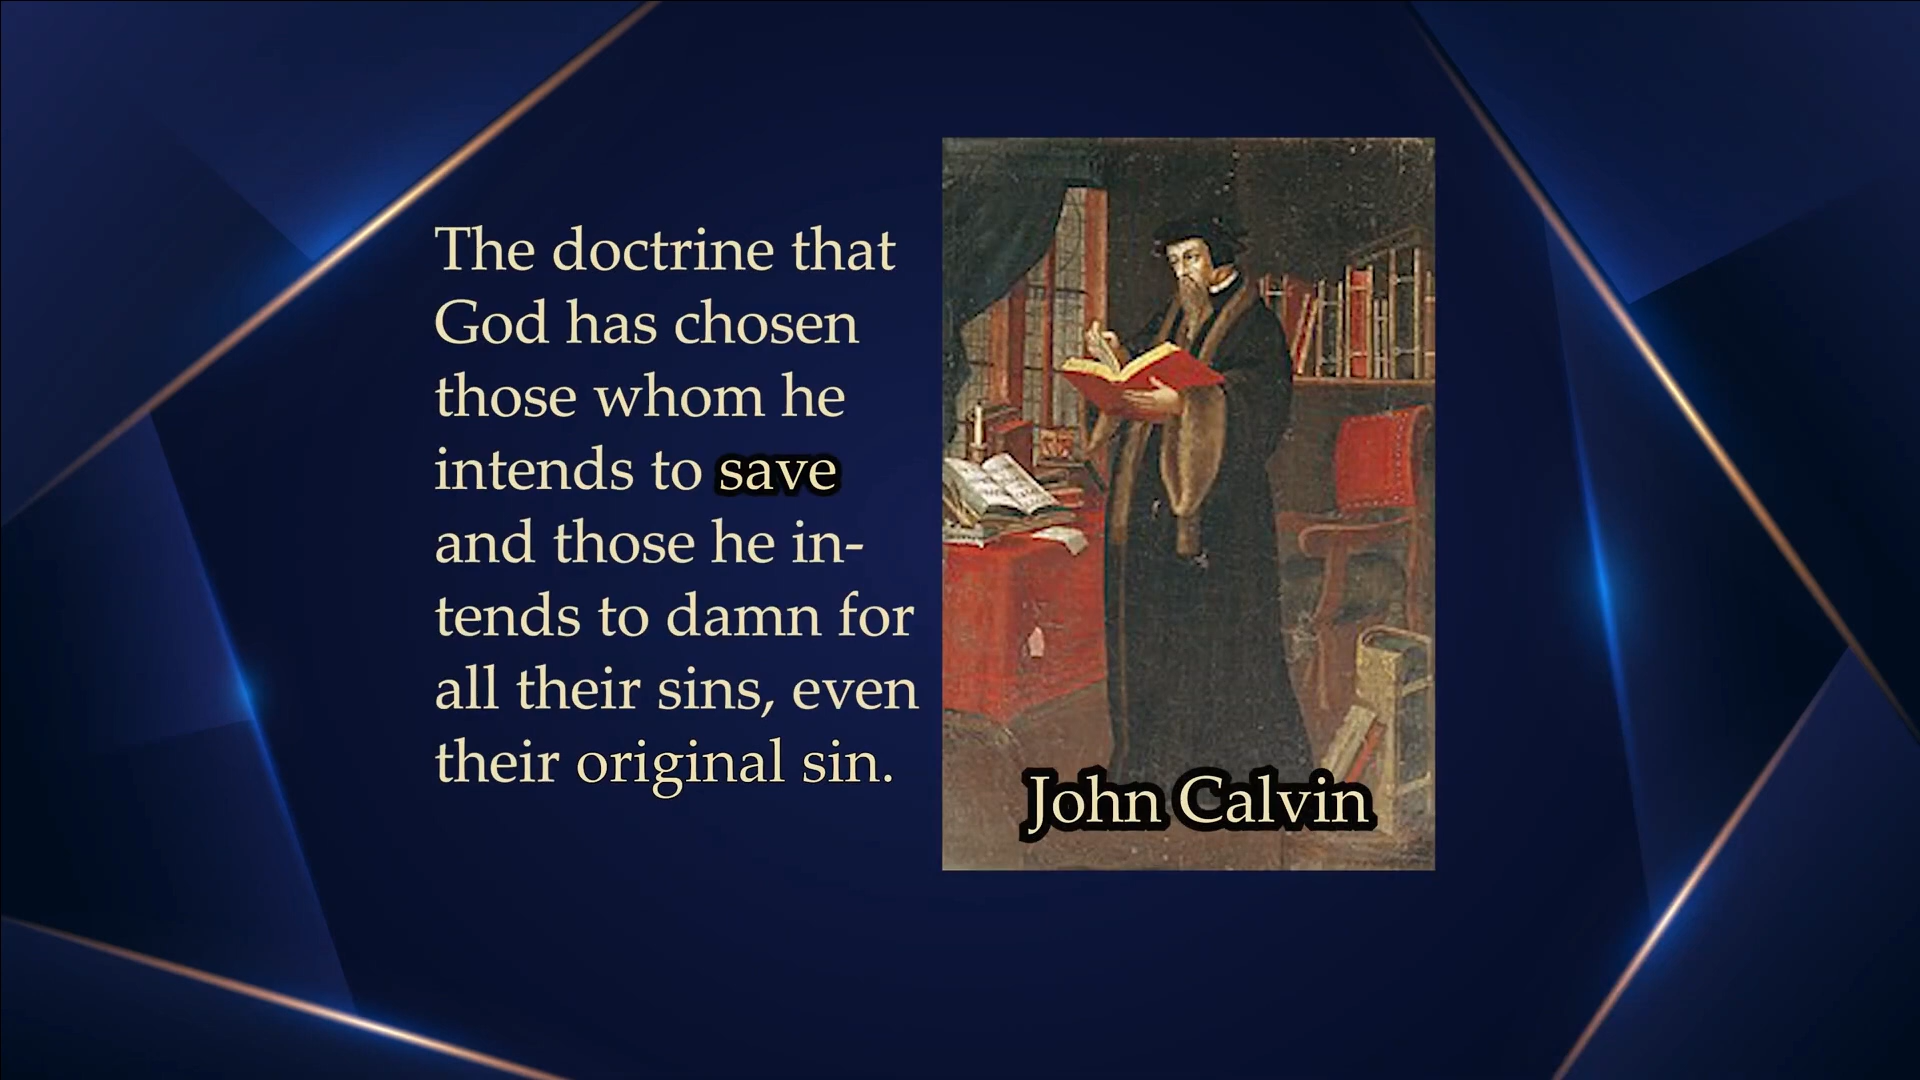 The doctrine that
God has chosen
those whom he
intends to save
and those he in-
tends to damn for
all their sins, even
their original sin.
John Calvin